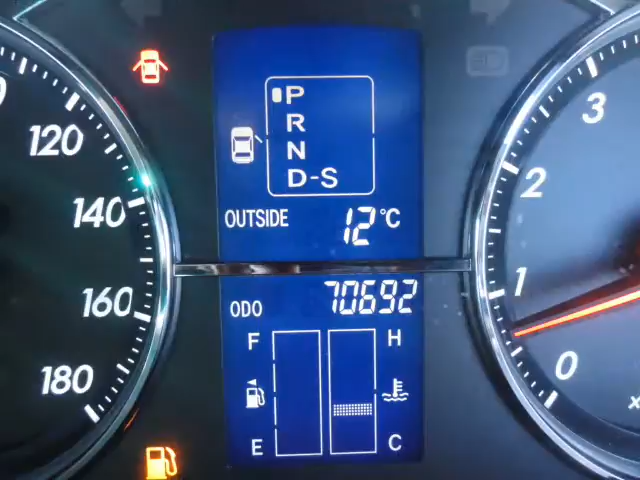 120
140
160
180
P
R
N
D-S
OUTSIDE 12°C
ODO 70692
F H
E C
3
2
1
0
x